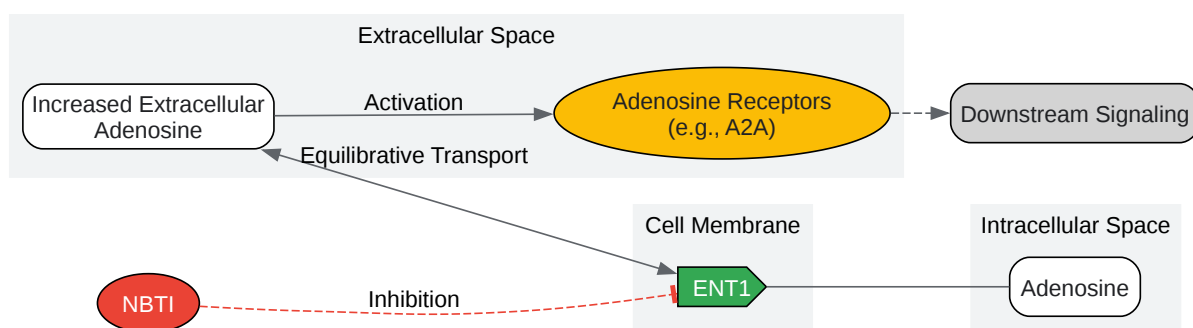 Extracellular Space
Increased Extracellular
Adenosine
Activation
Adenosine Receptors
(e.g., A2A)
Downstream Signaling
Equilibrative Transport
Cell Membrane
Intracellular Space
NBTI
Inhibition
ENT1
Adenosine